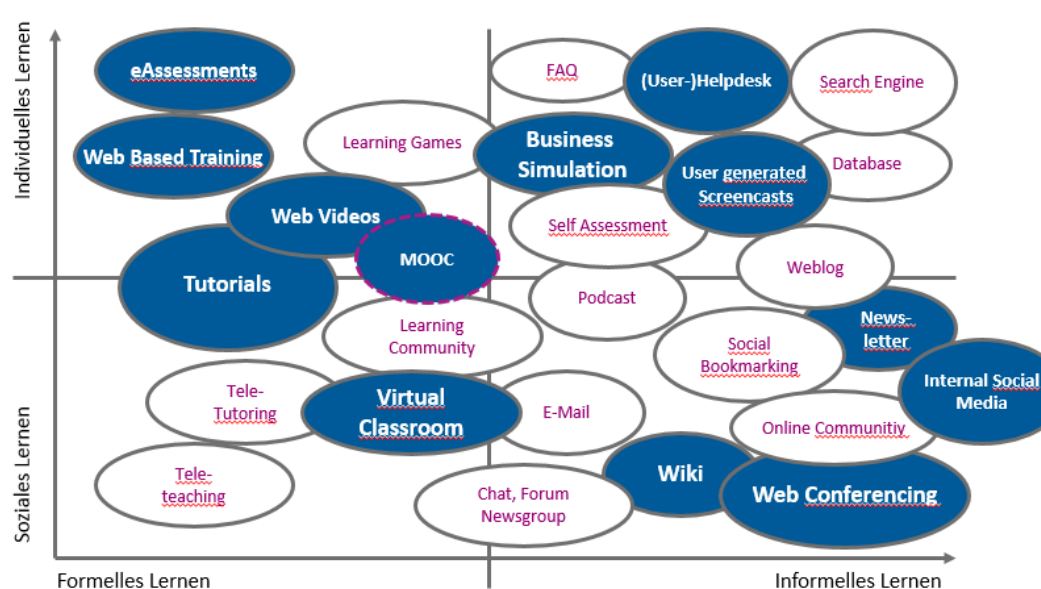 Individuelles Lernen
Soziales Lernen
eAssessments
Web Based Training
Learning Games
Web Videos
MOOC
Tutorials
Learning
Community
Tele-
Tutoring
Virtual
Classroom
Tele-
teaching
FAQ
(User-)Helpdesk
Search Engine
Business
Simulation
User generated
Screencasts
Database
Self Assessment
Weblog
Podcast
News-
letter
Social
Bookmarking
Internal Social
Media
E-Mail
Online Communitiy
Wiki
Web Conferencing
Chat, Forum
Newsgroup
Formelles Lernen
Informelles Lernen